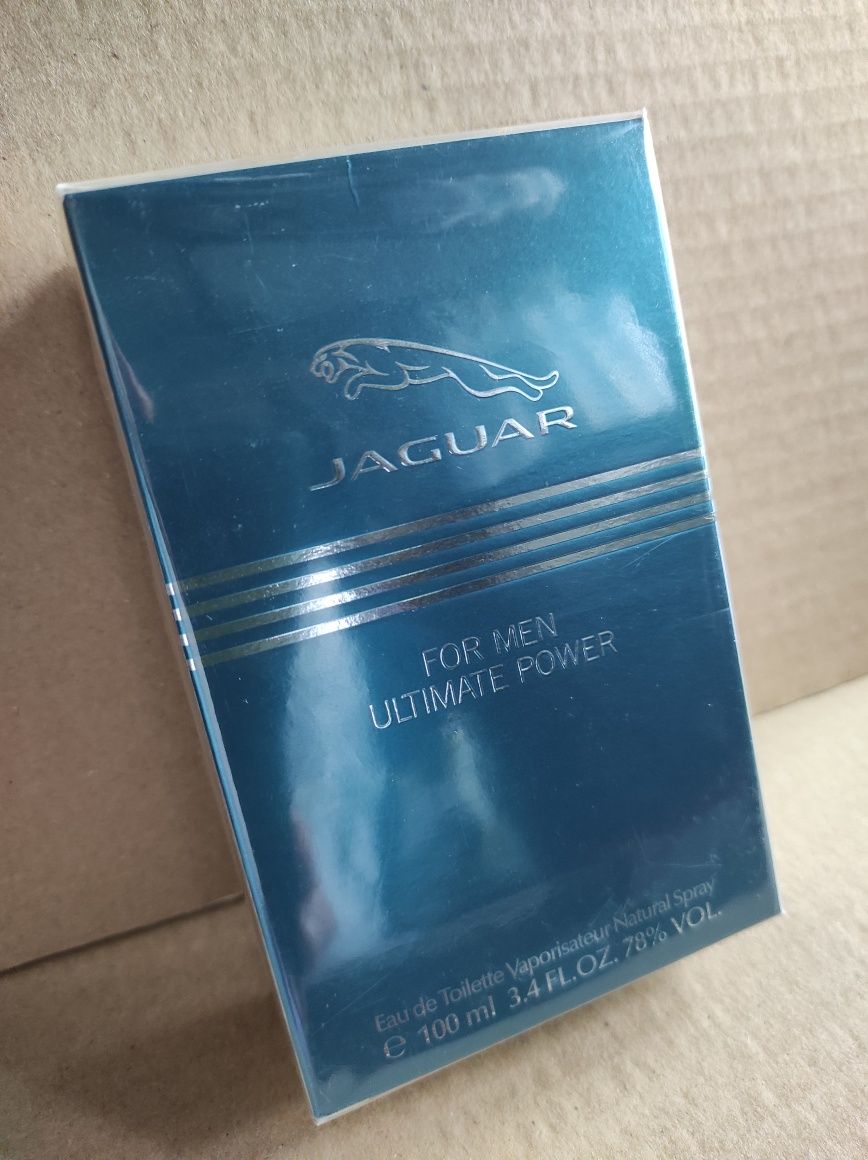 JAGUAR
FOR MEN
ULTIMATE POWER
Eau de Toilette Vaporisateur Natural Spray
℮ 100 ml 3.4 FL.OZ. 78% VOL.